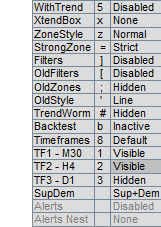 WithTrend 5 Disabled
XtendBox x None
ZoneStyle z Normal
StrongZone = Strict
Filters ] Disabled
OldFilters [ Disabled
OldZones ; Hidden
OldStyle ' Line
TrendWorm # Hidden
Backtest b Inactive
Timeframes 8 Default
TF1 - M30 1 Visible
TF2 - H4 2 Visible
TF3 - D1 3 Hidden
SupDem Sup+Dem
Alerts Disabled
Alerts Nest None